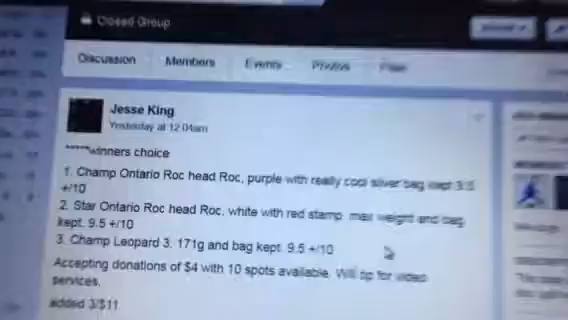 Closed Group
Discussion Members Events Photos Files
Jesse King
Yesterday at 12:04am
*****winners choice
1. Champ Ontario Roc head Roc, purple with really cool silver bag kept
+/10
2. Star Ontario Roc head Roc, white with red stamp. max weight and bag
kept. 9.5 +/10
3. Champ Leopard 3. 171g and bag kept. 9.5 +/10
Accepting donations of $4 with 10 spots available. Will tip for video
services.
added 3/$11